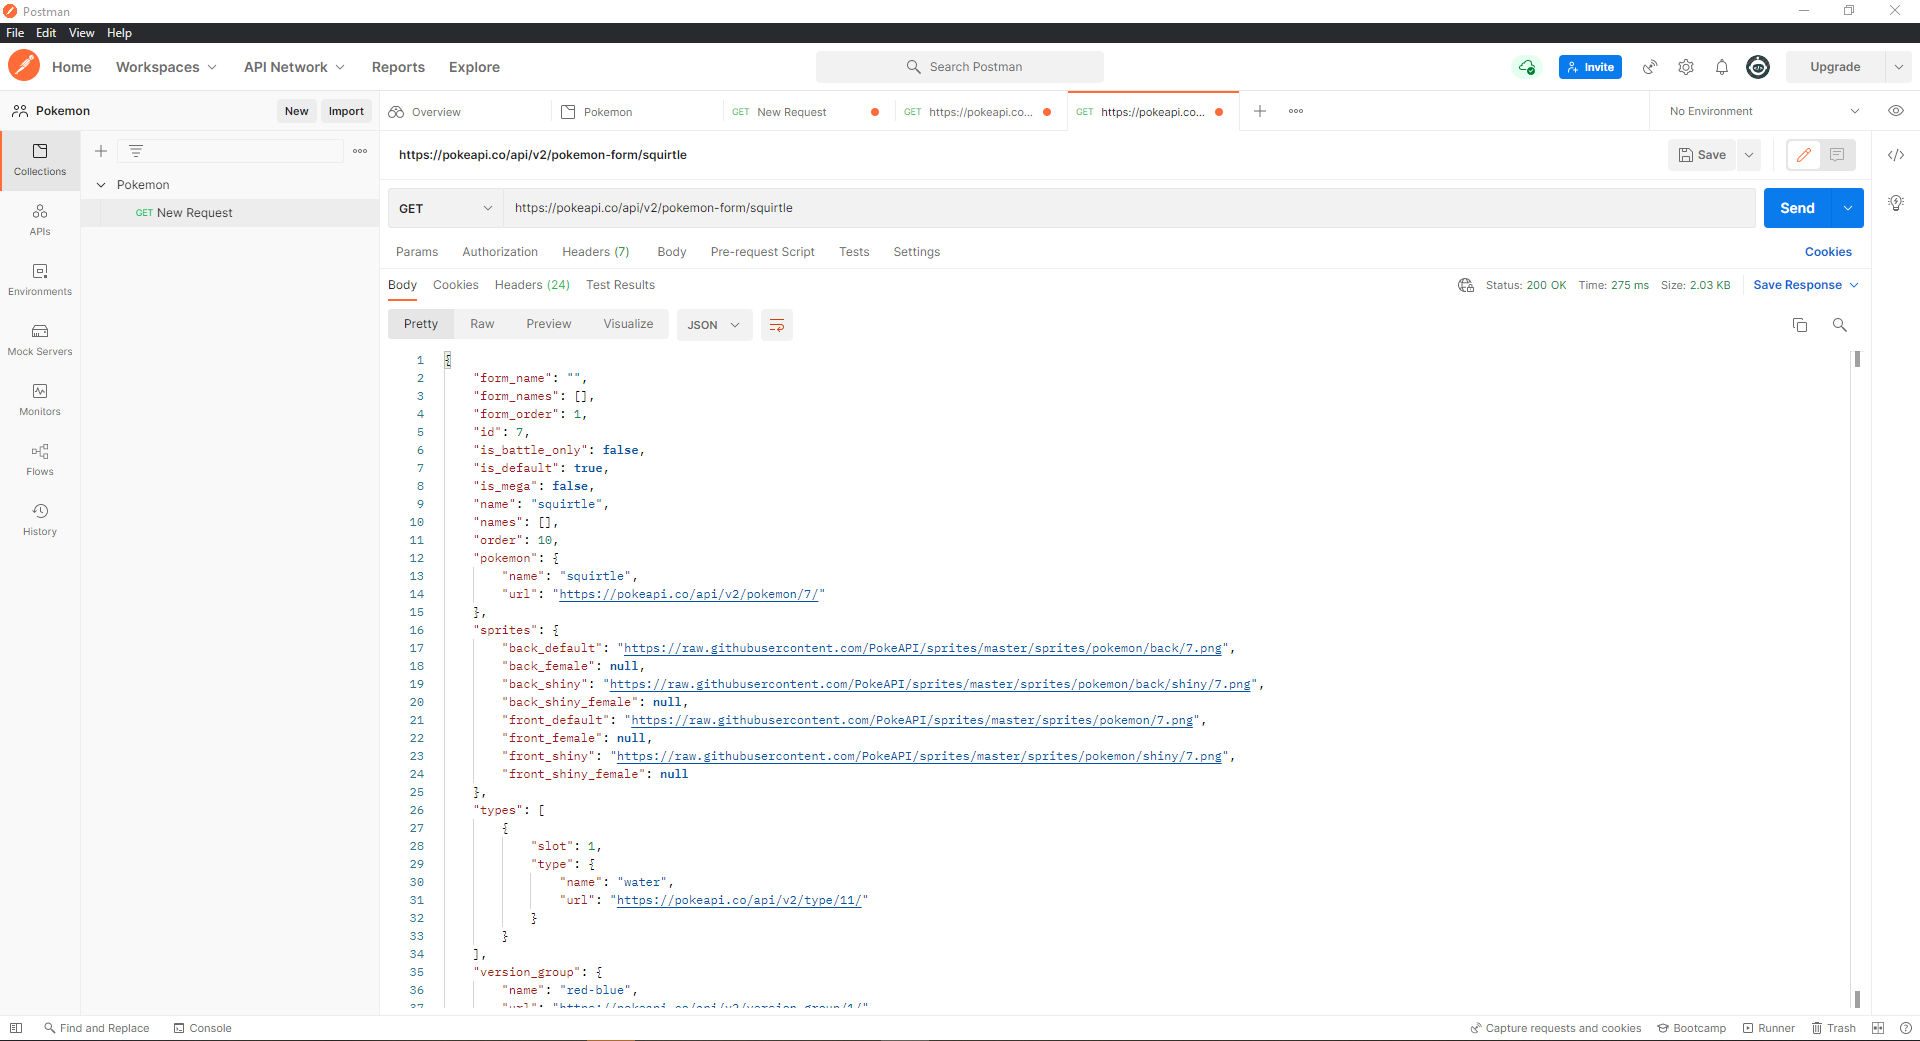 Postman
File Edit View Help
Home Workspaces API Network Reports Explore Search Postman Invite Upgrade
Pokemon New Import Overview Pokemon GET New Request GET https://pokeapi.co... GET https://pokeapi.co... No Environment
Collections
Pokemon
GET New Request
APIs
Environments
Mock Servers
Monitors
Flows
History
https://pokeapi.co/api/v2/pokemon-form/squirtle Save
GET https://pokeapi.co/api/v2/pokemon-form/squirtle Send
Params Authorization Headers (7) Body Pre-request Script Tests Settings Cookies
Body Cookies Headers (24) Test Results Status: 200 OK Time: 275 ms Size: 2.03 KB Save Response
Pretty Raw Preview Visualize JSON
1 {
2 "form_name": "",
3 "form_names": [],
4 "form_order": 1,
5 "id": 7,
6 "is_battle_only": false,
7 "is_default": true,
8 "is_mega": false,
9 "name": "squirtle",
10 "names": [],
11 "order": 10,
12 "pokemon": {
13 "name": "squirtle",
14 "url": "https://pokeapi.co/api/v2/pokemon/7/"
15 },
16 "sprites": {
17 "back_default": "https://raw.githubusercontent.com/PokeAPI/sprites/master/sprites/pokemon/back/7.png",
18 "back_female": null,
19 "back_shiny": "https://raw.githubusercontent.com/PokeAPI/sprites/master/sprites/pokemon/back/shiny/7.png",
20 "back_shiny_female": null,
21 "front_default": "https://raw.githubusercontent.com/PokeAPI/sprites/master/sprites/pokemon/7.png",
22 "front_female": null,
23 "front_shiny": "https://raw.githubusercontent.com/PokeAPI/sprites/master/sprites/pokemon/shiny/7.png",
24 "front_shiny_female": null
25 },
26 "types": [
27 {
28 "slot": 1,
29 "type": {
30 "name": "water",
31 "url": "https://pokeapi.co/api/v2/type/11/"
32 }
33 }
34 ],
35 "version_group": {
36 "name": "red-blue",
37 "url": "https://pokeapi.co/api/v2/version-group/1/"
Find and Replace Console Capture requests and cookies Bootcamp Runner Trash